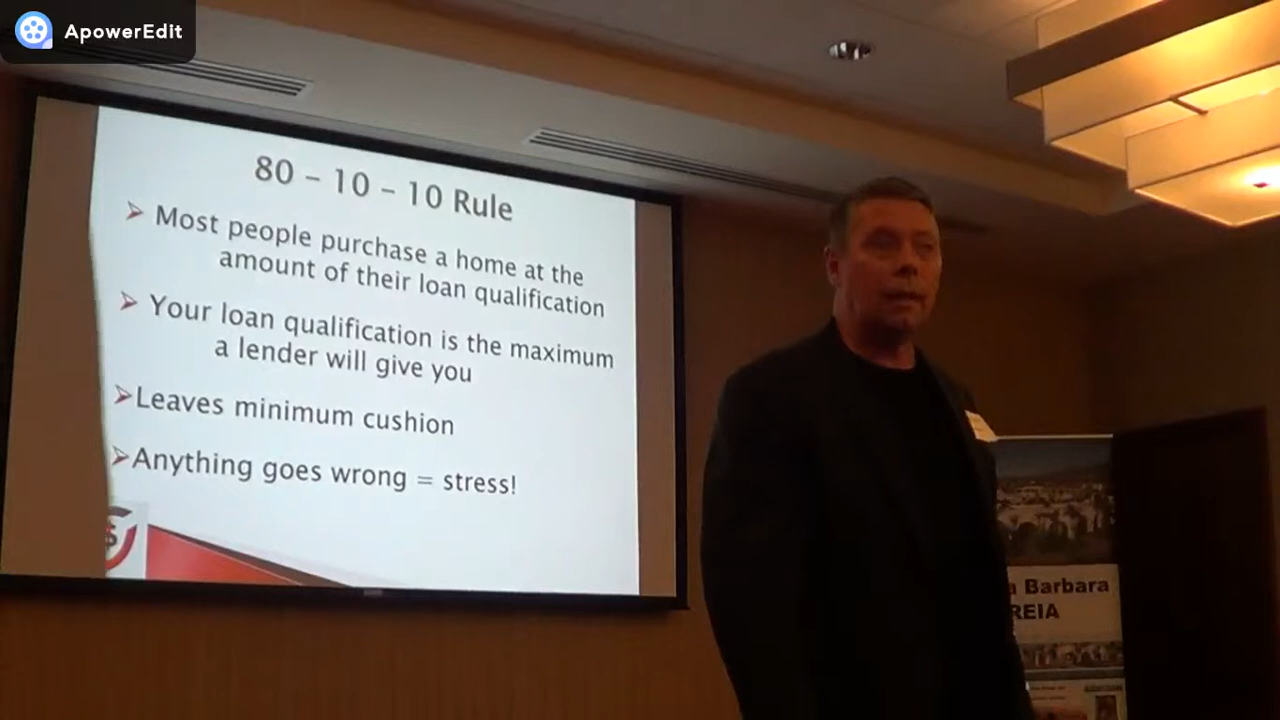 ApowerEdit
80 – 10 – 10 Rule
➢ Most people purchase a home at the
amount of their loan qualification
➢ Your loan qualification is the maximum
a lender will give you
➢Leaves minimum cushion
➢Anything goes wrong = stress!
Barbara
REIA